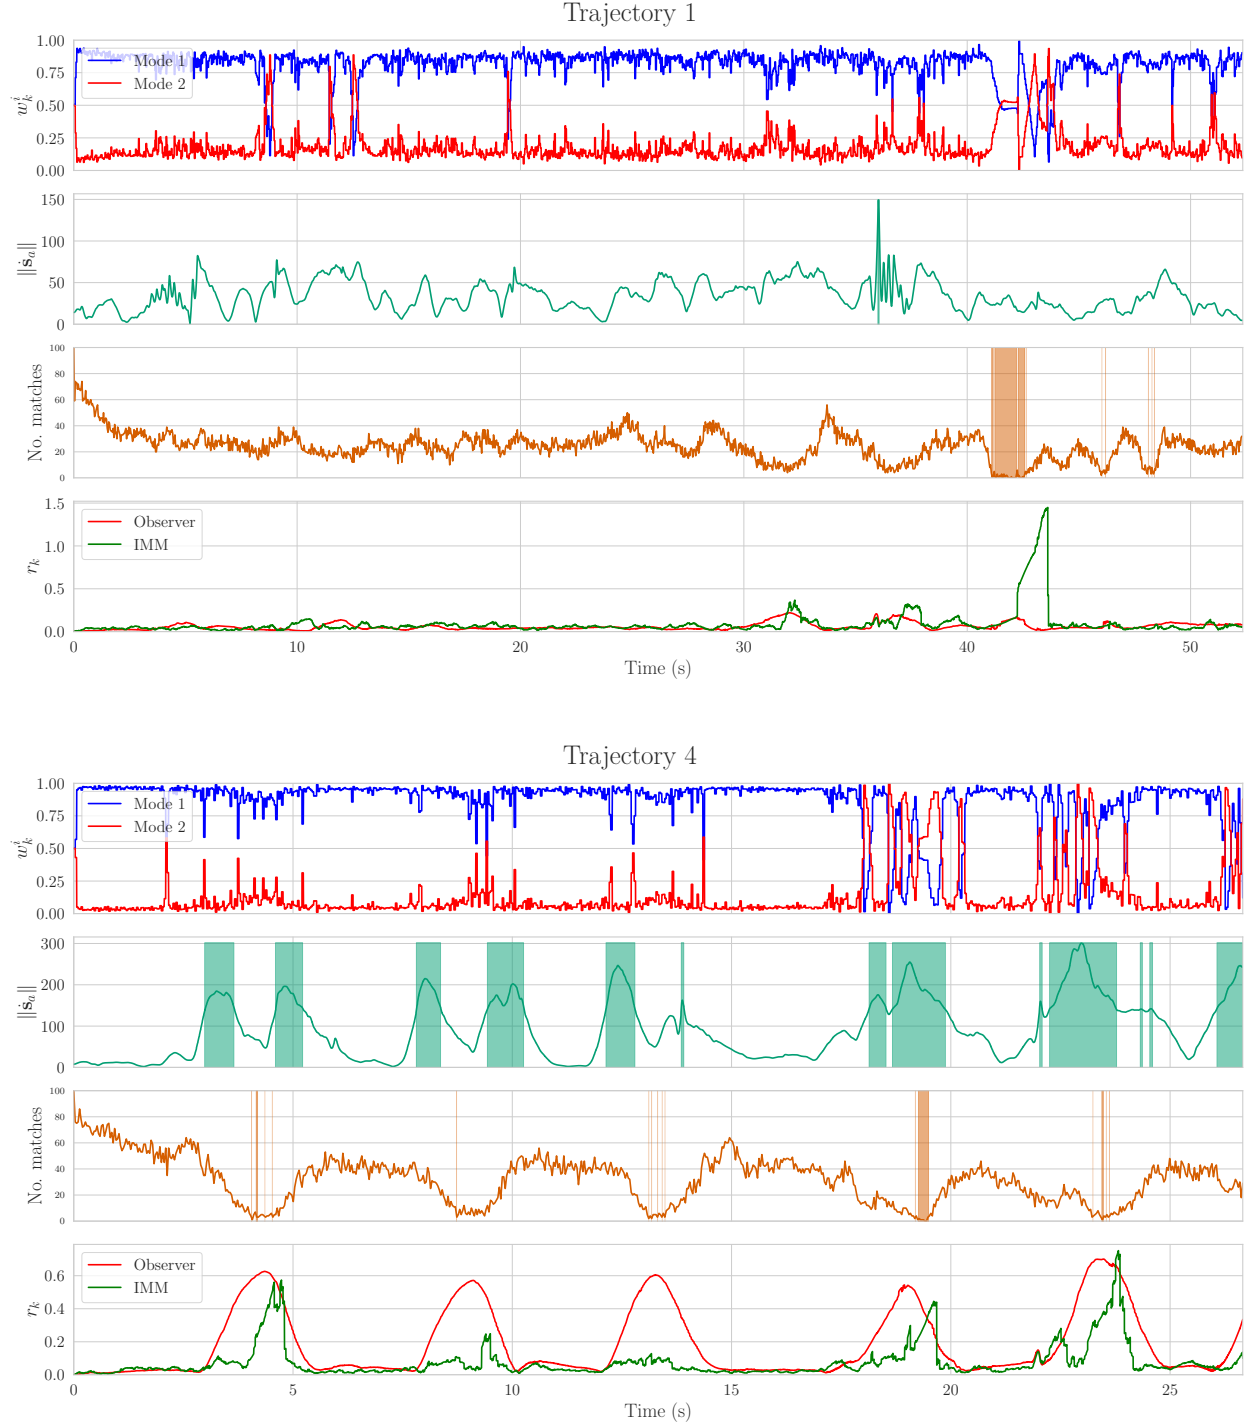 Trajectory 1
1.00
0.75
0.50
0.25
0.00
w_k^i
Mode 1
Mode 2
150
100
50
0
||ṡ_a||
100
80
60
40
20
0
No. matches
1.5
1.0
0.5
0.0
r_k
Observer
IMM
0 10 20 30 40 50
Time (s)
Trajectory 4
1.00
0.75
0.50
0.25
0.00
w_k^i
Mode 1
Mode 2
300
200
100
0
||ṡ_a||
100
80
60
40
20
0
No. matches
0.6
0.4
0.2
0.0
r_k
Observer
IMM
0 5 10 15 20 25
Time (s)